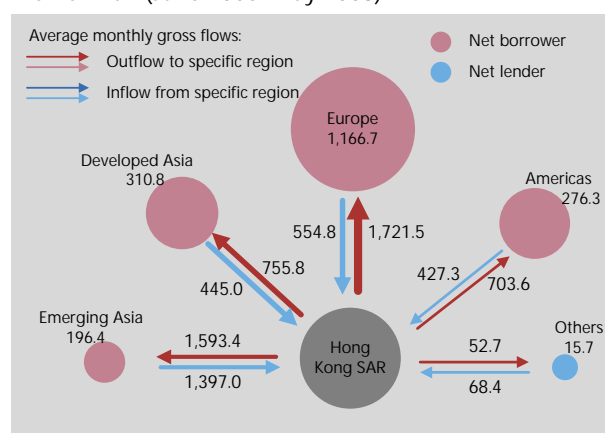 Average monthly gross flows:
Outflow to specific region
Inflow from specific region
Net borrower
Net lender
Europe
1,166.7
Developed Asia
310.8
Americas
276.3
554.8
1,721.5
755.8
445.0
427.3
703.6
Emerging Asia
196.4
1,593.4
1,397.0
Hong
Kong SAR
52.7
68.4
Others
15.7